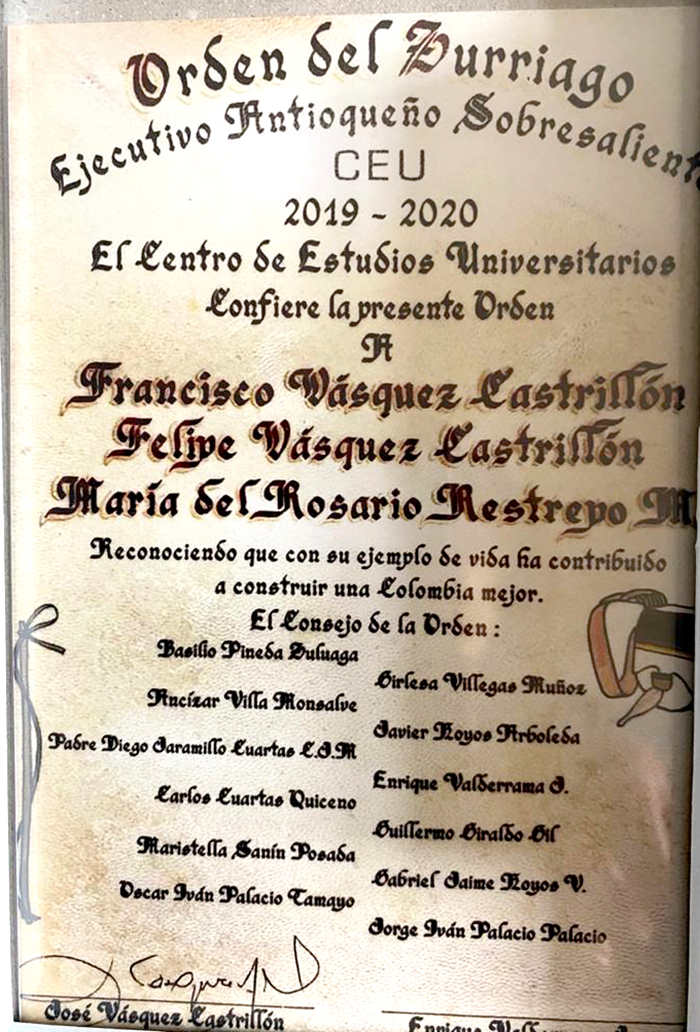 Orden del Zurriago
Ejecutivo Antioqueño Sobresaliente
CEU
2019 - 2020
El Centro de Estudios Universitarios
Confiere la presente Orden
A
Francisco Vásquez Castrillón
Felipe Vásquez Castrillón
María del Rosario Restrepo M
Reconociendo que con su ejemplo de vida ha contribuido
a construir una Colombia mejor.
El Consejo de la Orden :
Basilio Pineda Zuluaga
Girlesa Villegas Muñoz
Ancízar Villa Monsalve
Javier Hoyos Arboleda
Padre Diego Jaramillo Cuartas C.J.M
Enrique Valderrama J.
Carlos Cuartas Quiceno
Guillermo Giraldo Gil
Maristella Sanín Posada
Gabriel Jaime Hoyos V.
Oscar Iván Palacio Tamayo
Jorge Iván Palacio Palacio
José Vásquez Castrillón
Enrique